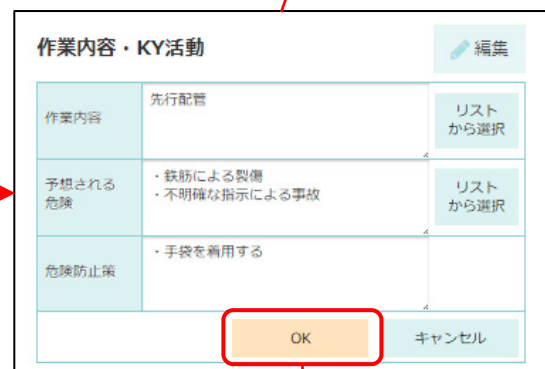 作業内容・KY活動
編集
作業内容
先行配管
リスト
から選択
予想される
危険
・鉄筋による裂傷
・不明確な指示による事故
リスト
から選択
危険防止策
・手袋を着用する
OK
キャンセル